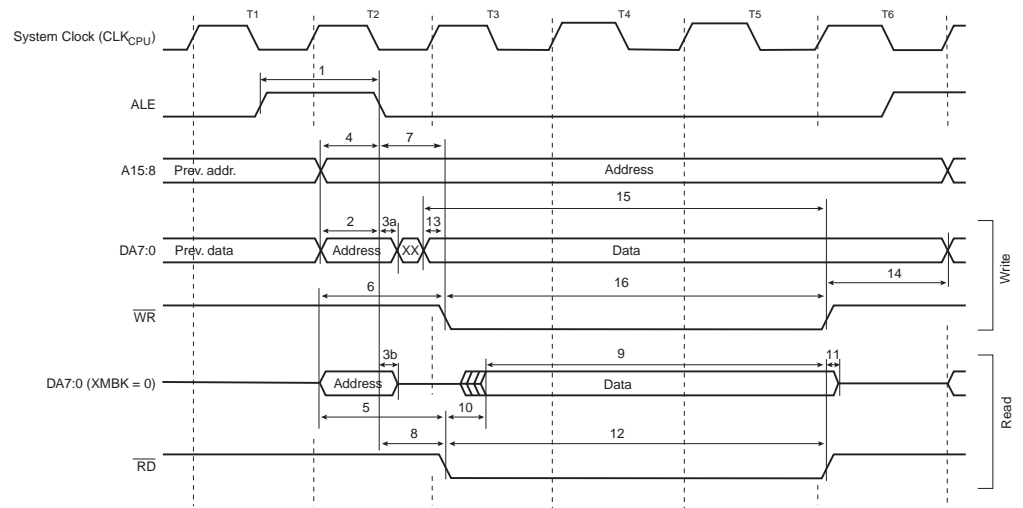 T1 T2 T3 T4 T5 T6
System Clock (CLKCPU)
1
ALE
4 7
A15:8 Prev. addr. Address
15
2 3a 13
DA7:0 Prev. data Address XX Data
6 16 14
WR
Write
3b 9 11
DA7:0 (XMBK = 0) Address Data
5 10
8 12
RD
Read